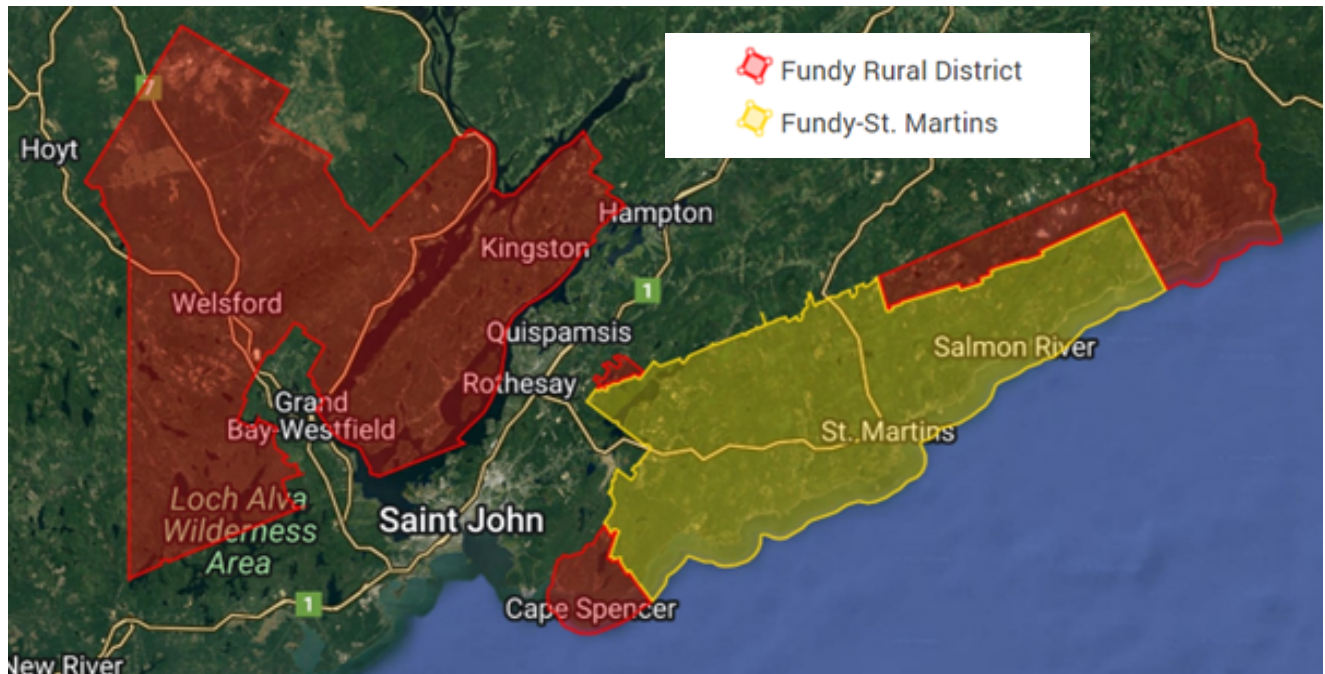 Fundy Rural District
Fundy-St. Martins
7
Hoyt
Hampton
Kingston
1
Welsford
Quispamsis
Salmon River
Rothesay
Grand
Bay-Westfield
St. Martins
Loch Alva
Wilderness
Area
Saint John
1
Cape Spencer
New River